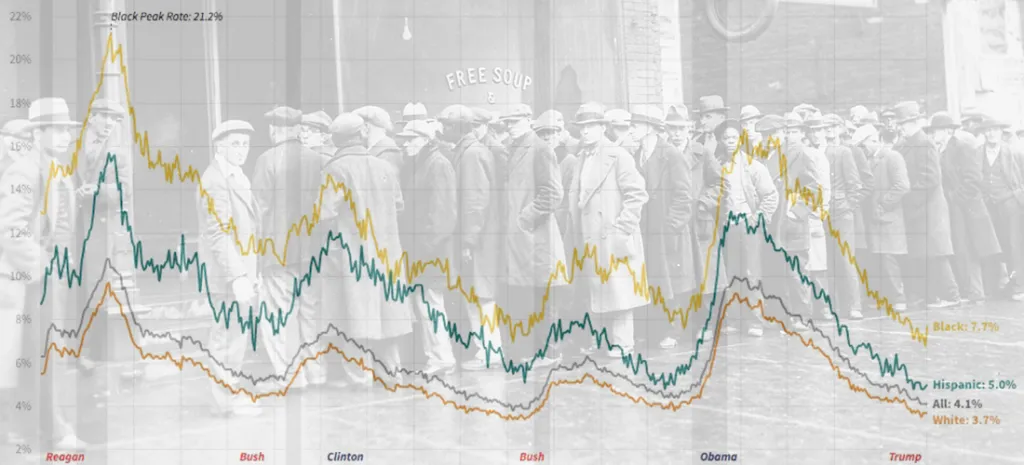 22%
Black Peak Rate: 21.2%
20%
FREE SOUP
&
18%
16%
14%
12%
10%
8%
Black: 7.7%
6%
Hispanic: 5.0%
4%
All: 4.1%
White: 3.7%
2%
Reagan
Bush
Clinton
Bush
Obama
Trump